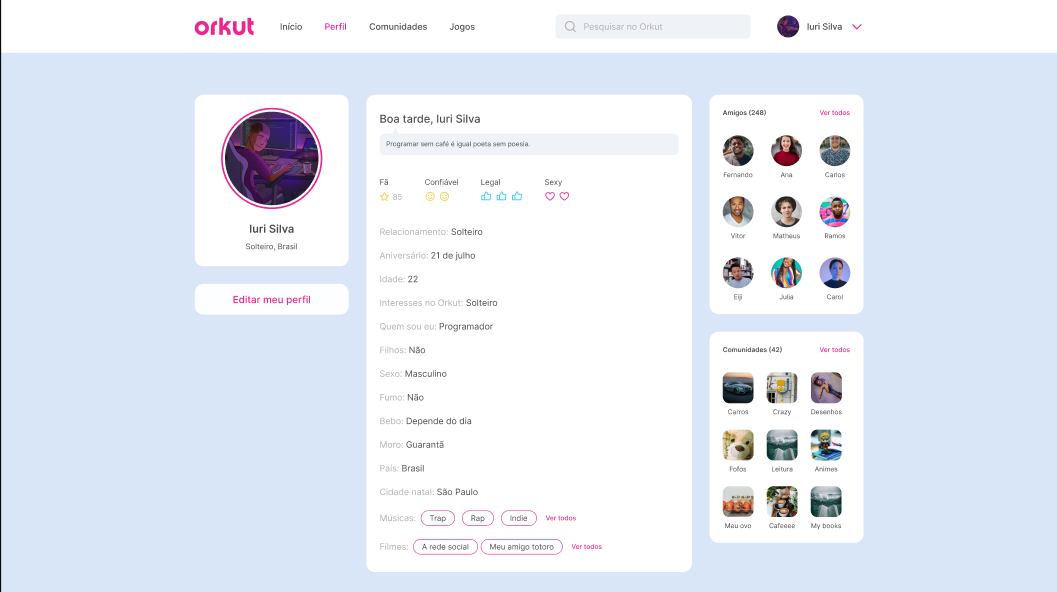 orkut Início Perfil Comunidades Jogos Pesquisar no Orkut Iuri Silva
Iuri Silva
Solteiro, Brasil
Editar meu perfil
Boa tarde, Iuri Silva
Programar sem café é igual poeta sem poesia.
Fã Confiável Legal Sexy
85
Relacionamento: Solteiro
Aniversário: 21 de julho
Idade: 22
Interesses no Orkut: Solteiro
Quem sou eu: Programador
Filhos: Não
Sexo: Masculino
Fumo: Não
Bebo: Depende do dia
Moro: Guarantã
País: Brasil
Cidade natal: São Paulo
Músicas: Trap Rap Indie Ver todos
Filmes: A rede social Meu amigo totoro Ver todos
Amigos (248) Ver todos
Fernando Ana Carlos
Vitor Matheus Ramos
Eiji Julia Carol
Comunidades (42) Ver todos
Carros Crazy Desenhos
Fofos Leitura Animes
Meu ovo Cafeeee My books